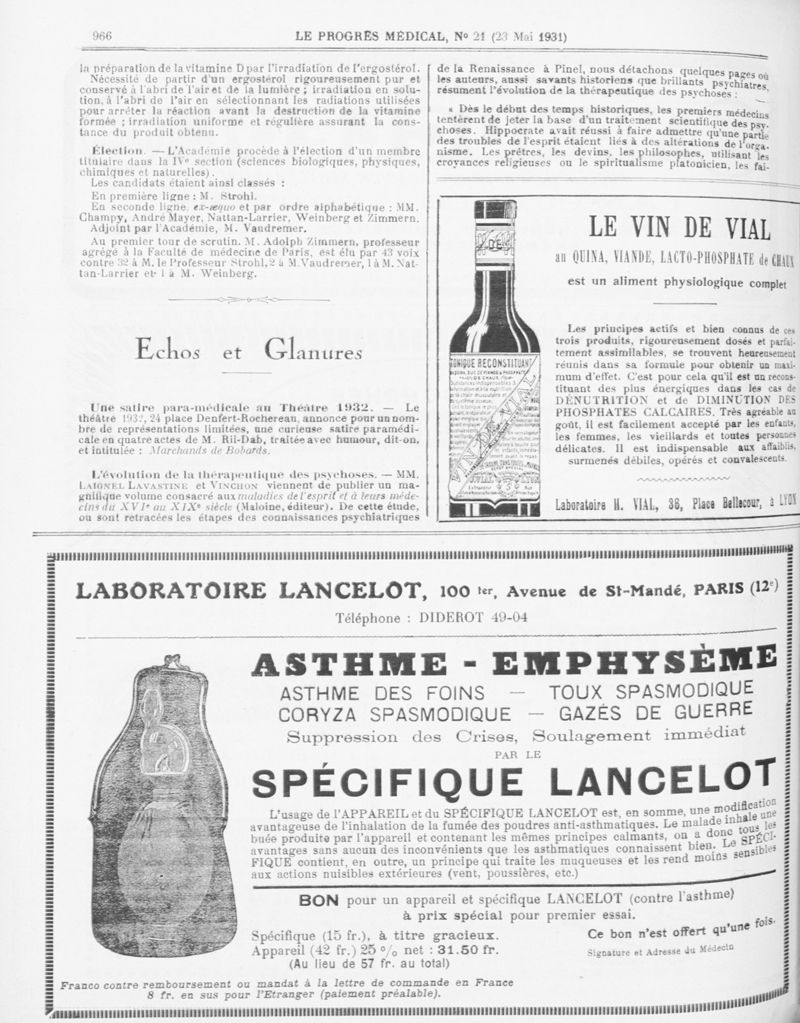 966
LE PROGRÈS MÉDICAL, No 21 (23 Mai 1931)
la préparation de la vitamine D par l'irradiation de l'ergostérol.
Nécessité de partir d'un ergostérol rigoureusement pur et
conservé à l'abri de l'air et de la lumière ; irradiation en solu-
tion, à l'abri de l'air en sélectionnant les radiations utilisées
pour arrêter la réaction avant la destruction de la vitamine
formée ; irradiation uniforme et régulière assurant la cons-
tance du produit obtenu.
Élection. — L'Académie procède à l'élection d'un membre
titulaire dans la IVe section (sciences biologiques, physiques,
chimiques et naturelles).
Les candidats étaient ainsi classés :
En première ligne : M. Strohl.
En seconde ligne, ex-æquo et par ordre alphabétique : MM.
Champy, André Mayer, Nattan-Larrier, Weinberg et Zimmern.
Adjoint par l'Académie, M. Vaudremer.
Au premier tour de scrutin, M. Adolph Zimmern, professeur
agrégé à la Faculté de médecine de Paris, est élu par 43 voix
contre 32 à M. le Professeur Strohl, 2 à M. Vaudremer, 1 à M. Nat-
tan-Larrier et 1 à M. Weinberg.
Echos et Glanures
Une satire para-médicale au Théâtre 1932. — Le
théâtre 1932, 24 place Denfert-Rochereau, annonce pour un nom-
bre de représentations limitées, une curieuse satire paramédi-
cale en quatre actes de M. Ril-Dab, traitée avec humour, dit-on,
et intitulée : Marchands de Bobards.
L'évolution de la thérapeutique des psychoses. — MM.
LAIGNEL LAVASTINE et VINCHON viennent de publier un ma-
gnifique volume consacré aux maladies de l'esprit et à leurs méde-
cins du XVIe au XIXe siècle (Maloine, éditeur). De cette étude,
où sont retracées les étapes des connaissances psychiatriques
de la Renaissance à Pinel, nous détachons quelques pages où
les auteurs, aussi savants historiens que brillants psychiatres,
résument l'évolution de la thérapeutique des psychoses :
« Dès le début des temps historiques, les premiers médecins
tentèrent de jeter la base d'un traitement scientifique des psy-
choses. Hippocrate avait réussi à faire admettre qu'une partie
des troubles de l'esprit étaient liés à des altérations de l'orga-
nisme. Les prêtres, les devins, les philosophes, utilisant les
croyances religieuses ou le spiritualisme platonicien, les fai-
VIN DE VIAL
TONIQUE RECONSTITUANT
VIN DE VIAL
LE VIN DE VIAL
au QUINA, VIANDE, LACTO-PHOSPHATE de CHAUX
est un aliment physiologique complet
Les principes actifs et bien connus de ces
trois produits, rigoureusement dosés et parfai-
tement assimilables, se trouvent heureusement
réunis dans sa formule pour obtenir un maxi-
mum d'effet. C'est pour cela qu'il est un recons-
tituant des plus énergiques dans les cas de
DÉNUTRITION et de DIMINUTION DES
PHOSPHATES CALCAIRES. Très agréable au
goût, il est facilement accepté par les enfants,
les femmes, les vieillards et toutes personnes
délicates. Il est indispensable aux affaiblis,
surmenés débiles, opérés et convalescents.
Laboratoire H. VIAL, 36, Place Bellecour, à LYON
LABORATOIRE LANCELOT, 100 ter, Avenue de St-Mandé, PARIS (12e)
Téléphone : DIDEROT 49-04
ASTHME - EMPHYSÈME
ASTHME DES FOINS — TOUX SPASMODIQUE
CORYZA SPASMODIQUE — GAZÉS DE GUERRE
Suppression des Crises, Soulagement immédiat
PAR LE
SPÉCIFIQUE LANCELOT
L'usage de l'APPAREIL et du SPÉCIFIQUE LANCELOT est, en somme, une modification
avantageuse de l'inhalation de la fumée des poudres anti-asthmatiques. Le malade inhale une
buée produite par l'appareil et contenant les mêmes principes calmants, on a donc tous les
avantages sans aucun des inconvénients que les asthmatiques connaissent bien. Le SPÉCI-
FIQUE contient, en outre, un principe qui traite les muqueuses et les rend moins sensibles
aux actions nuisibles extérieures (vent, poussières, etc.)
BON pour un appareil et spécifique LANCELOT (contre l'asthme)
à prix spécial pour premier essai.
Spécifique (15 fr.), à titre gracieux.
Appareil (42 fr.) 25 % net : 31.50 fr.
(Au lieu de 57 fr. au total)
Ce bon n'est offert qu'une fois.
Signature et Adresse du Médecin
Franco contre remboursement ou mandat à la lettre de commande en France
8 fr. en sus pour l'Etranger (paiement préalable).